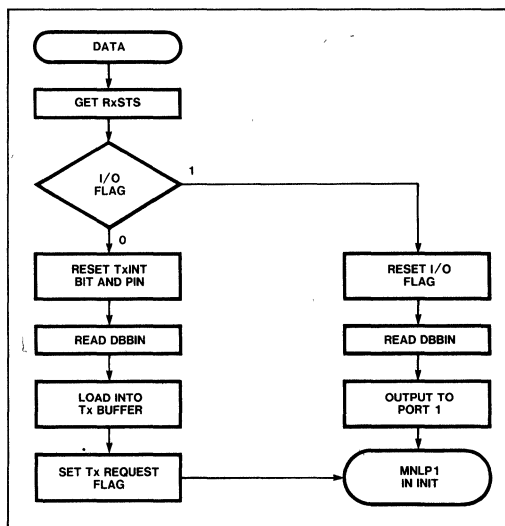 DATA
GET RxSTS
I/O
FLAG
1
0
RESET TxINT
BIT AND PIN
READ DBBIN
LOAD INTO
Tx BUFFER
SET Tx REQUEST
FLAG
RESET I/O
FLAG
READ DBBIN
OUTPUT TO
PORT 1
MNLP1
IN INIT